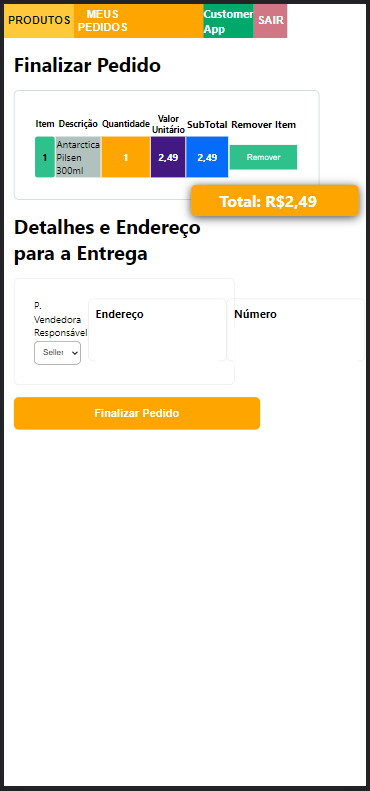 PRODUTOS
MEUS
PEDIDOS
Customer
App
SAIR
Finalizar Pedido
Item Descrição Quantidade Valor Unitário SubTotal Remover Item
1 Antarctica Pilsen 300ml 1 2,49 2,49 Remover
Total: R$2,49
Detalhes e Endereço
para a Entrega
P.
Vendedora
Responsável
Seller
Endereço
Número
Finalizar Pedido